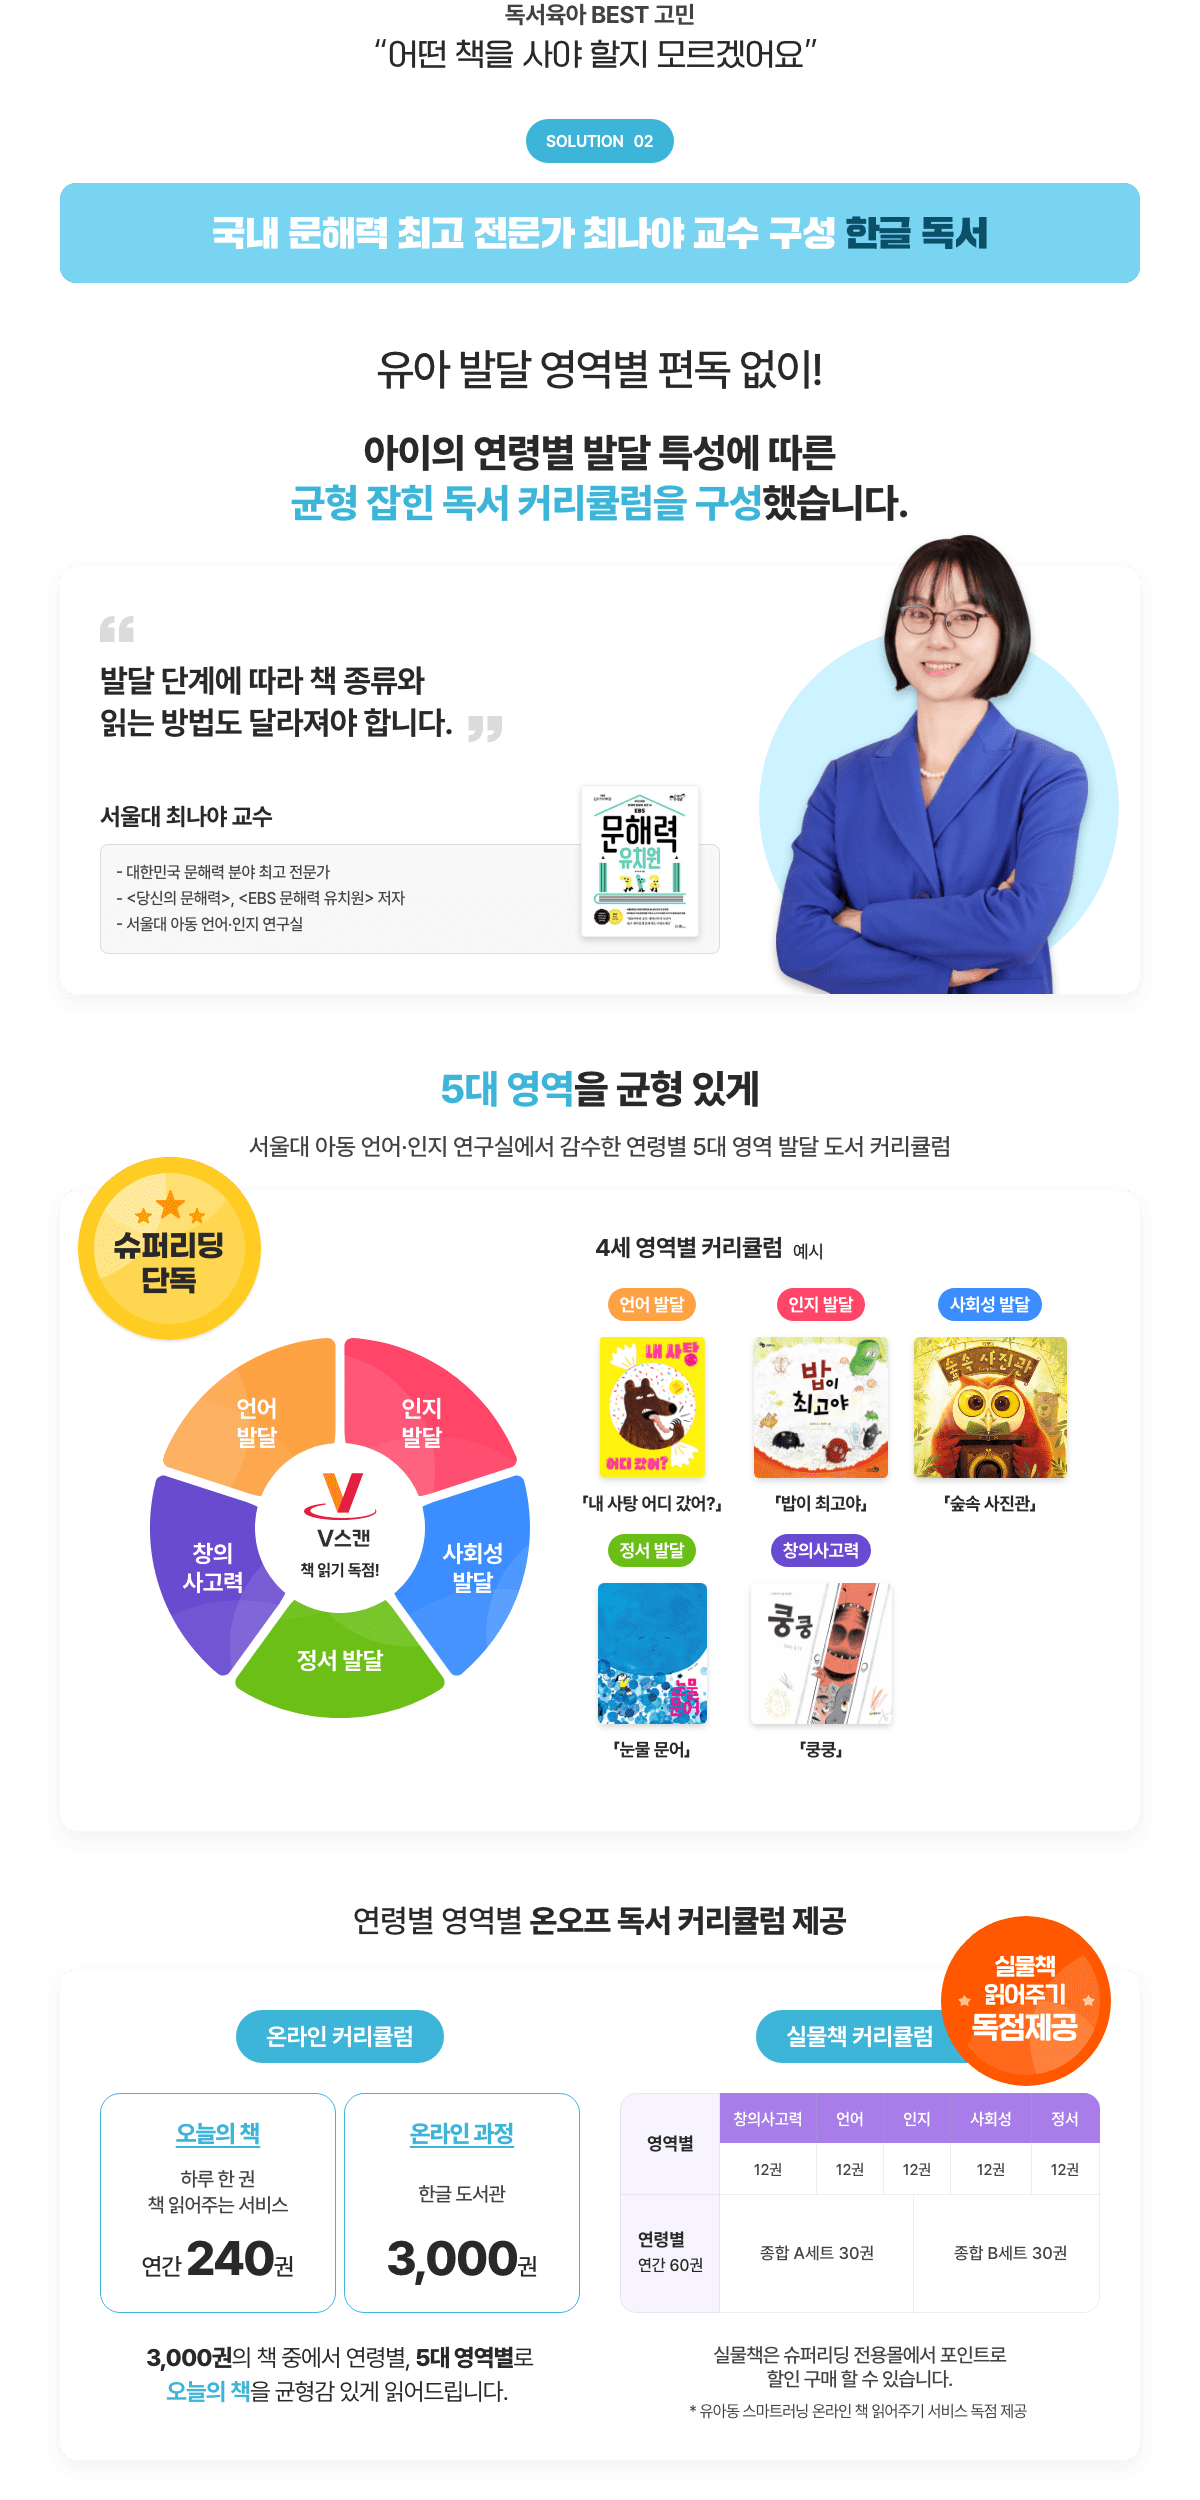 독서육아 BEST 고민
“어떤 책을 사야 할지 모르겠어요”
SOLUTION 02
국내 문해력 최고 전문가 최나야 교수 구성 한글 독서
유아 발달 영역별 편독 없이!
아이의 연령별 발달 특성에 따른
균형 잡힌 독서 커리큘럼을 구성했습니다.
“
발달 단계에 따라 책 종류와
읽는 방법도 달라져야 합니다. ”
서울대 최나야 교수
- 대한민국 문해력 분야 최고 전문가
- <당신의 문해력>, <EBS 문해력 유치원> 저자
- 서울대 아동 언어·인지 연구실
EBS
문해력
유치원
5대 영역을 균형 있게
서울대 아동 언어·인지 연구실에서 감수한 연령별 5대 영역 발달 도서 커리큘럼
슈퍼리딩
단독
언어
발달
인지
발달
창의
사고력
사회성
발달
정서 발달
V스캔
책 읽기 독점!
4세 영역별 커리큘럼 예시
언어 발달 인지 발달 사회성 발달
내 사탕
어디 갔어?
밥이
최고야
숲속 사진관
「내 사탕 어디 갔어?」 「밥이 최고야」 「숲속 사진관」
정서 발달 창의사고력
눈물
문어
쿵쿵
「눈물 문어」 「쿵쿵」
연령별 영역별 온오프 독서 커리큘럼 제공
실물책
읽어주기
독점제공
온라인 커리큘럼
오늘의 책
하루 한 권
책 읽어주는 서비스
연간 240권
온라인 과정
한글 도서관
3,000권
3,000권의 책 중에서 연령별, 5대 영역별로
오늘의 책을 균형감 있게 읽어드립니다.
실물책 커리큘럼
영역별
창의사고력 언어 인지 사회성 정서
12권 12권 12권 12권 12권
연령별
연간 60권
종합 A세트 30권 종합 B세트 30권
실물책은 슈퍼리딩 전용몰에서 포인트로
할인 구매 할 수 있습니다.
* 유아동 스마트러닝 온라인 책 읽어주기 서비스 독점 제공